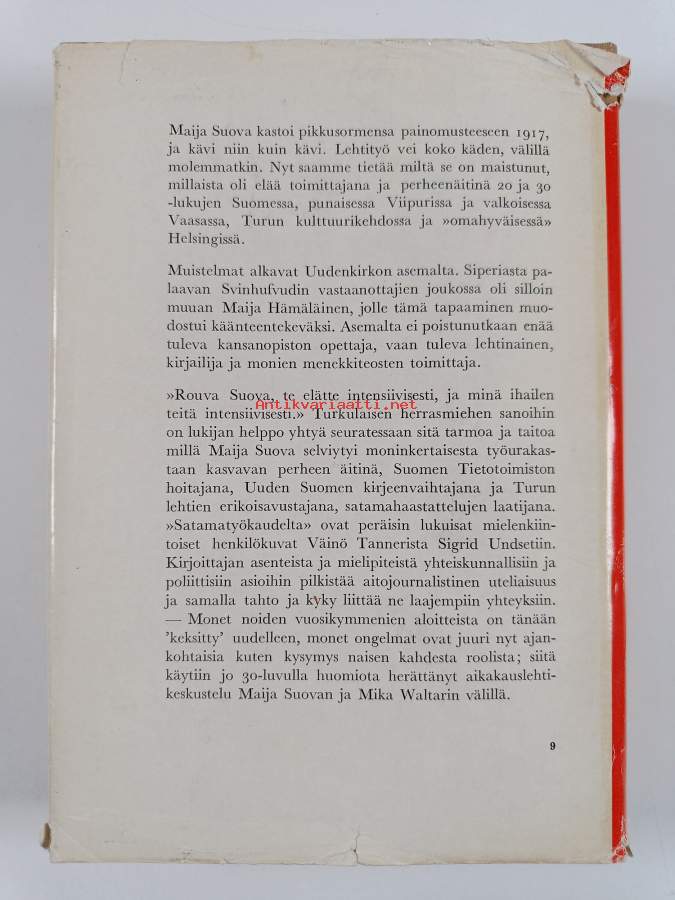 Maija Suova kastoi pikkusormensa painomusteeseen 1917,
ja kävi niin kuin kävi. Lehtityö vei koko käden, välillä
molemmatkin. Nyt saamme tietää miltä se on maistunut,
millaista oli elää toimittajana ja perheenäitinä 20 ja 30
-lukujen Suomessa, punaisessa Viipurissa ja valkoisessa
Vaasassa, Turun kulttuurikehdossa ja »omahyväisessä»
Helsingissä.
Muistelmat alkavat Uudenkirkon asemalta. Siperiasta pa-
laavan Svinhufvudin vastaanottajien joukossa oli silloin
muuan Maija Hämäläinen, jolle tämä tapaaminen muo-
dostui käänteentekeväksi. Asemalta ei poistunutkaan enää
tuleva kansanopiston opettaja, vaan tuleva lehtinainen,
kirjailija ja monien menekkiteosten toimittaja.
»Rouva Suova, te elätte intensiivisesti, ja minä ihailen
Antikvariaatti.net
teitä intensiivisesti.» Turkulaisen herrasmiehen sanoihin
on lukijan helppo yhtyä seuratessaan sitä tarmoa ja taitoa
millä Maija Suova selviytyi moninkertaisesta työurakas-
taan kasvavan perheen äitinä, Suomen Tietotoimiston
hoitajana, Uuden Suomen kirjeenvaihtajana ja Turun
lehtien erikoisavustajana, satamahaastattelujen laatijana.
»Satamatyökaudelta» ovat peräisin lukuisat mielenkiin-
toiset henkilökuvat Väinö Tannerista Sigrid Undsetiin.
Kirjoittajan asenteista ja mielipiteistä yhteiskunnallisiin ja
poliittisiin asioihin pilkistää aitojournalistinen uteliaisuus
ja samalla tahto ja kyky liittää ne laajempiin yhteyksiin.
— Monet noiden vuosikymmenien aloitteista on tänään
'keksitty' uudelleen, monet ongelmat ovat juuri nyt ajan-
kohtaisia kuten kysymys naisen kahdesta roolista; siitä
käytiin jo 30-luvulla huomiota herättänyt aikakauslehti-
keskustelu Maija Suovan ja Mika Waltarin välillä.
9